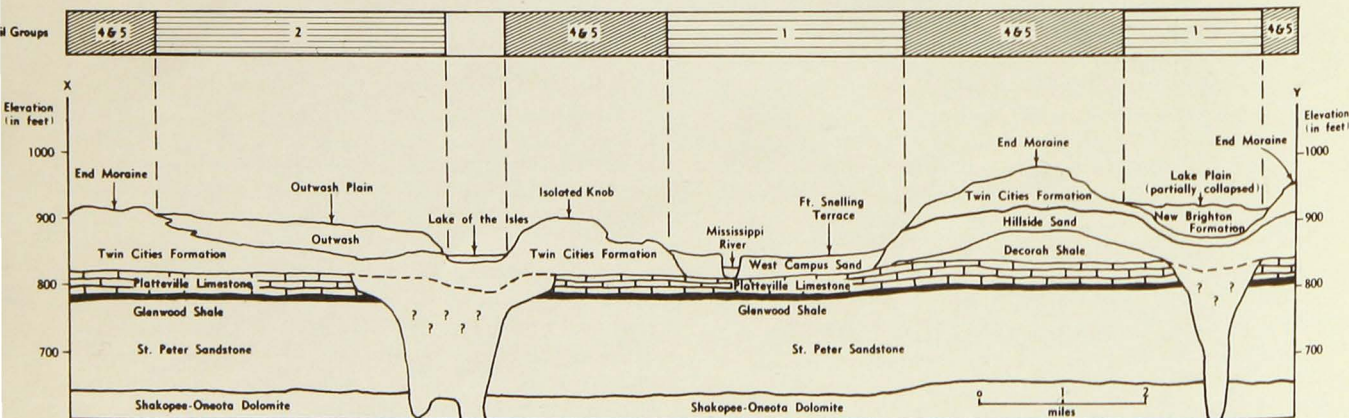 il Groups
4&5
2
4&5
1
4&5
1
4&5
X
Y
Elevation
(in feet)
Elevation
(in feet)
1000
900
800
700
1000
900
800
700
End Moraine
Outwash Plain
Lake of the Isles
Isolated Knob
Mississippi
River
Ft. Snelling
Terrace
End Moraine
Lake Plain
(partially collapsed)
End Moraine
Outwash
Twin Cities Formation
Twin Cities Formation
West Campus Sand
Twin Cities Formation
Hillside Sand
Decorah Shale
New Brighton
Formation
Platteville Limestone
Platteville Limestone
Glenwood Shale
Glenwood Shale
? ? ?
? ?
? ?
?
St. Peter Sandstone
St. Peter Sandstone
Shakopee-Oneota Dolomite
Shakopee-Oneota Dolomite
0 1 2
miles